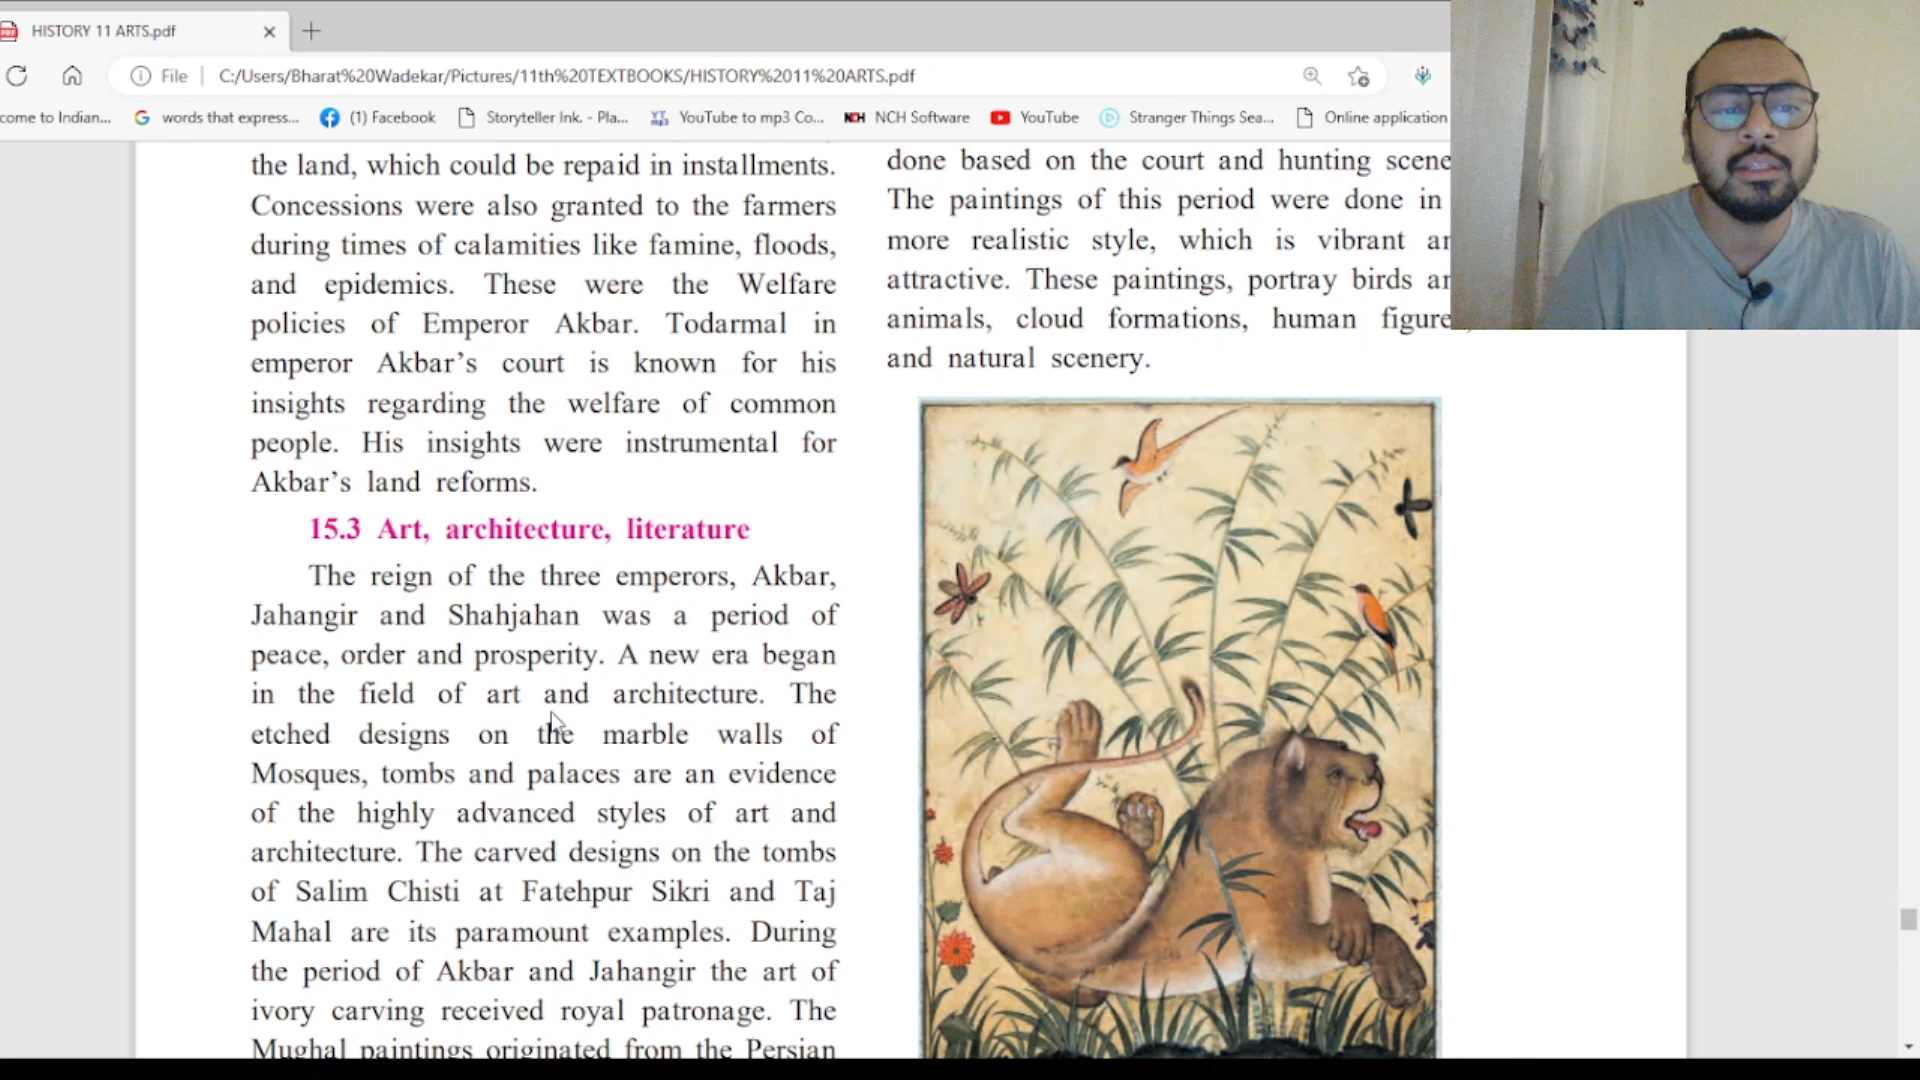 HISTORY 11 ARTS.pdf
File
C:/Users/Bharat%20Wadekar/Pictures/11th%20TEXTBOOKS/HISTORY%2011%20ARTS.pdf
come to Indian...
words that express...
(1) Facebook
Storyteller Ink. - Pla...
YouTube to mp3 Co...
NCH Software
YouTube
Stranger Things Sea...
Online application
the land, which could be repaid in installments.
Concessions were also granted to the farmers
during times of calamities like famine, floods,
and epidemics. These were the Welfare
policies of Emperor Akbar. Todarmal in
emperor Akbar's court is known for his
insights regarding the welfare of common
people. His insights were instrumental for
Akbar's land reforms.
15.3 Art, architecture, literature
The reign of the three emperors, Akbar,
Jahangir and Shahjahan was a period of
peace, order and prosperity. A new era began
in the field of art and architecture. The
etched designs on the marble walls of
Mosques, tombs and palaces are an evidence
of the highly advanced styles of art and
architecture. The carved designs on the tombs
of Salim Chisti at Fatehpur Sikri and Taj
Mahal are its paramount examples. During
the period of Akbar and Jahangir the art of
ivory carving received royal patronage. The
Mughal paintings originated from the Persian
done based on the court and hunting scene
The paintings of this period were done in
more realistic style, which is vibrant
attractive. These paintings, portray birds
animals, cloud formations, human figure
and natural scenery.